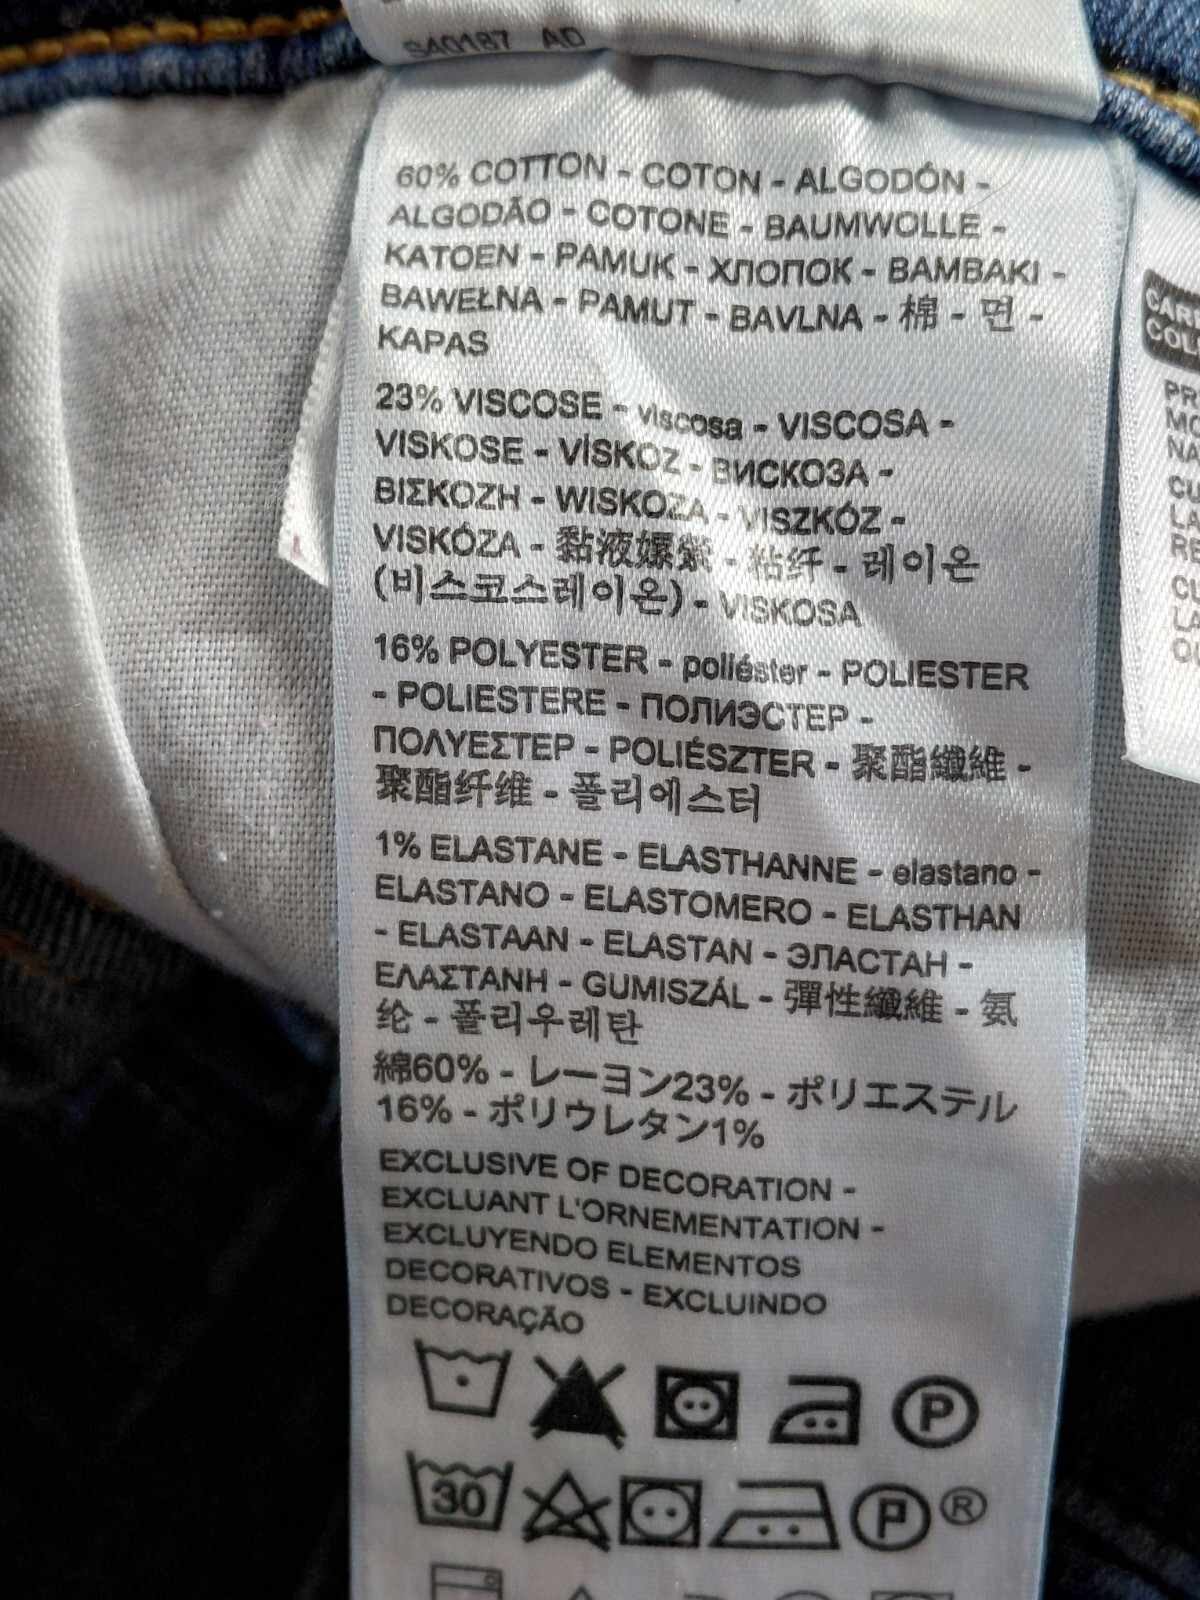 S40187 AD
60% COTTON - COTON - ALGODÓN -
ALGODÃO - COTONE - BAUMWOLLE -
KATOEN - PAMUK - ХЛОПОК - BAMBAKI -
BAWEŁNA - PAMUT - BAVLNA - 棉 - 면 -
KAPAS
23% VISCOSE - viscosa - VISCOSA -
VISKOSE - VİSKOZ - ВИСКОЗА -
ΒΙΣΚΟΖΗ - WISKOZA - VISZKÓZ -
VISKÓZA - 黏液嫘縈 - 粘纤 - 레이온
(비스코스레이온) - VISKOSA
16% POLYESTER - poliéster - POLIESTER
- POLIESTERE - ПОЛИЭСТЕР -
ΠΟΛΥΕΣΤΕΡ - POLIÉSZTER - 聚酯纖維 -
聚酯纤维 - 폴리에스터
1% ELASTANE - ELASTHANNE - elastano -
ELASTANO - ELASTOMERO - ELASTHAN
- ELASTAAN - ELASTAN - ЭЛАСТАН -
ΕΛΑΣΤΑΝΗ - GUMISZÁL - 彈性纖維 - 氨
纶 - 폴리우레탄
綿60% - レーヨン23% - ポリエステル
16% - ポリウレタン1%
EXCLUSIVE OF DECORATION -
EXCLUANT L'ORNEMENTATION -
EXCLUYENDO ELEMENTOS
DECORATIVOS - EXCLUINDO
DECORAÇÃO
P
30 P ®